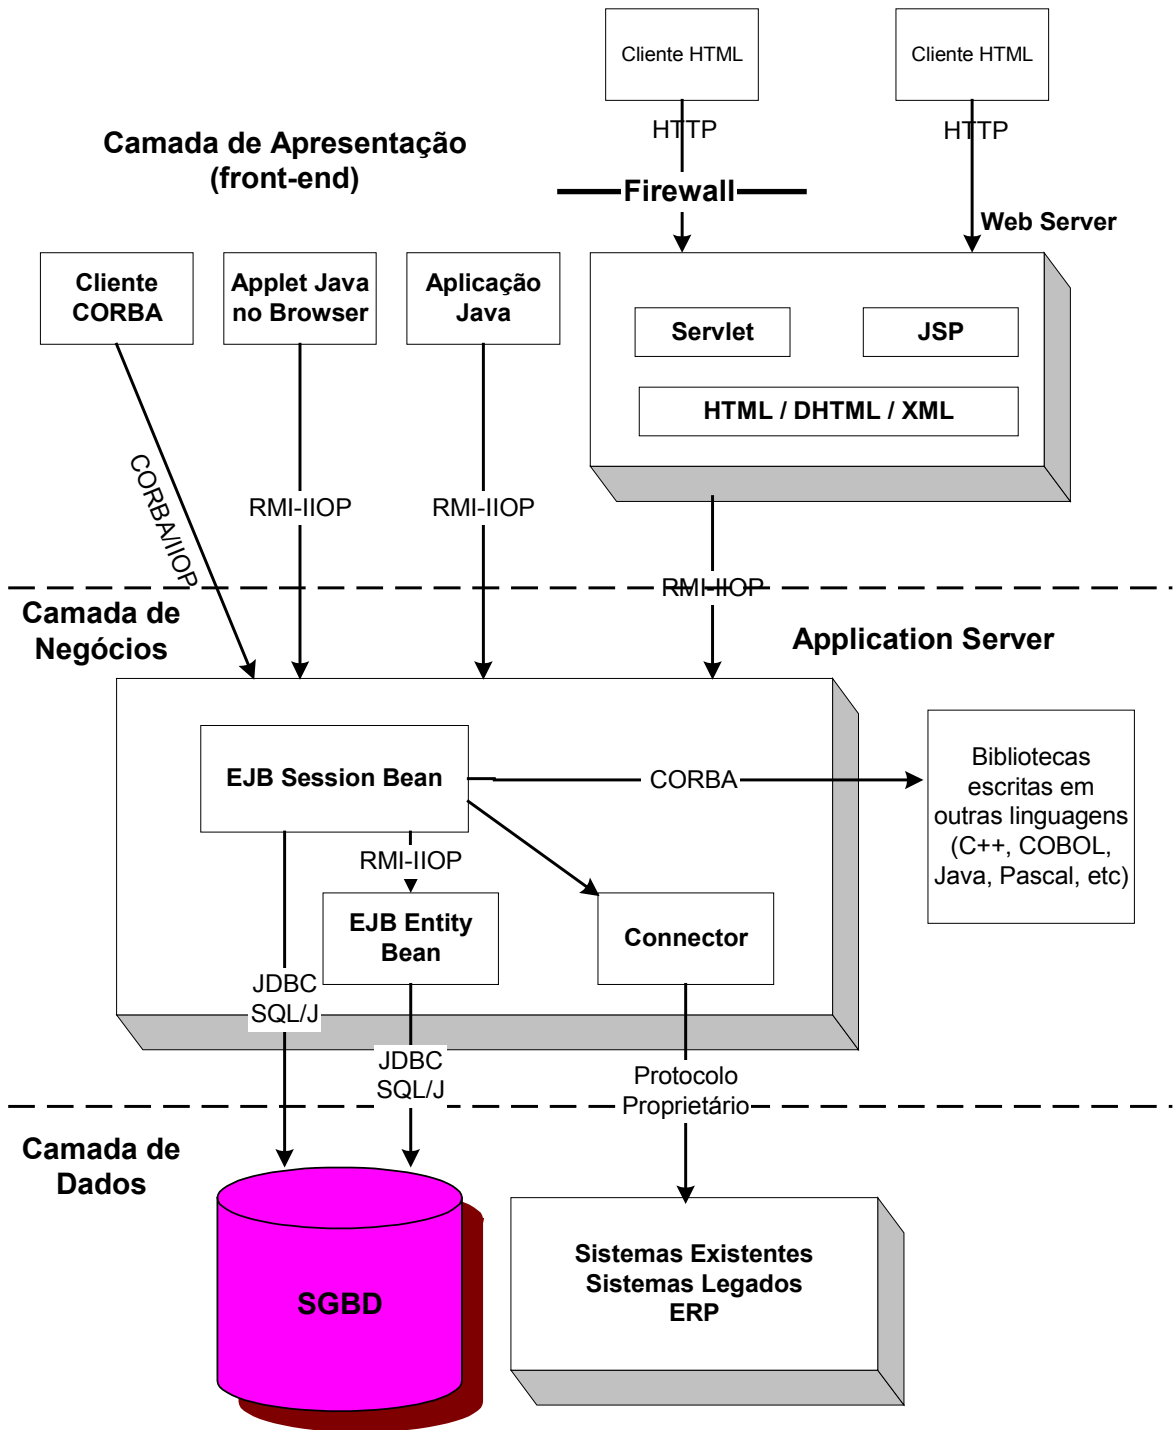 Cliente HTML
Cliente HTML
HTTP
HTTP
Camada de Apresentação
(front-end)
Firewall
Web Server
Cliente
CORBA
Applet Java
no Browser
Aplicação
Java
Servlet
JSP
HTML / DHTML / XML
CORBA/IIOP
RMI-IIOP
RMI-IIOP
RMI-IIOP
Camada de
Negócios
Application Server
EJB Session Bean
CORBA
Bibliotecas
escritas em
outras linguagens
(C++, COBOL,
Java, Pascal, etc)
RMI-IIOP
EJB Entity
Bean
Connector
JDBC
SQL/J
JDBC
SQL/J
Protocolo
Proprietário
Camada de
Dados
SGBD
Sistemas Existentes
Sistemas Legados
ERP